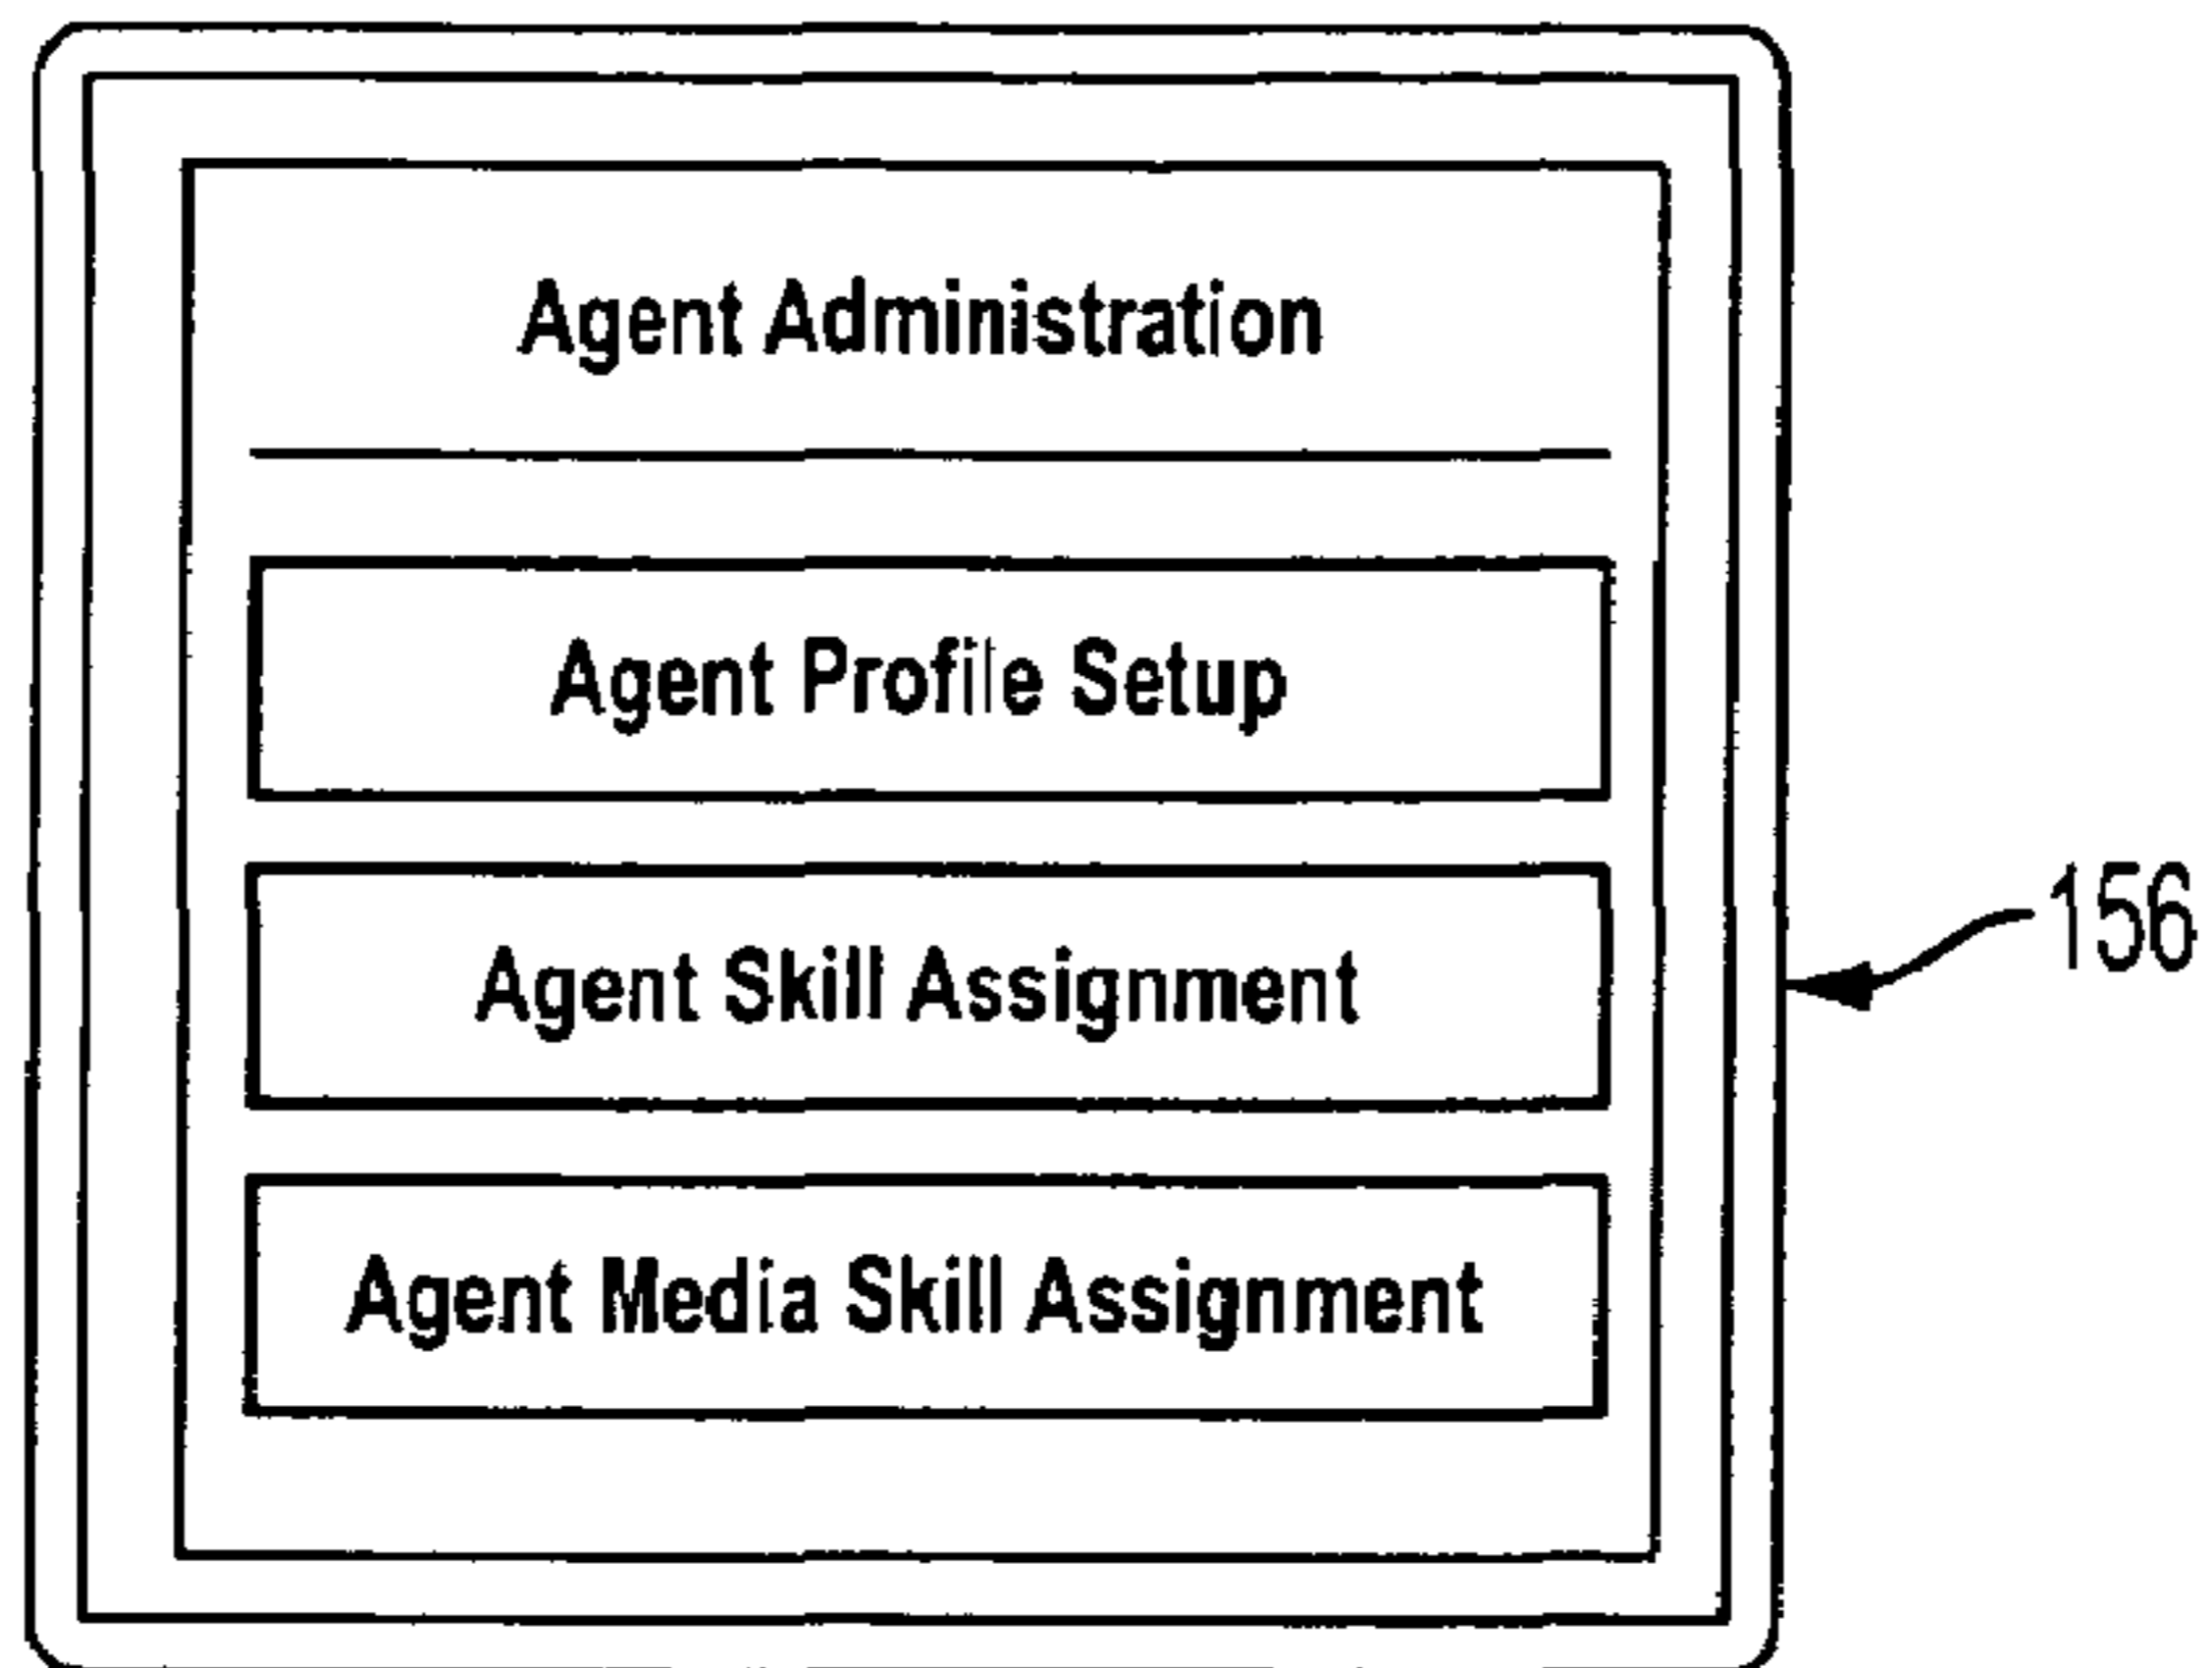 Agent Administration
Agent Profile Setup
Agent Skill Assignment
156
Agent Media Skill Assignment